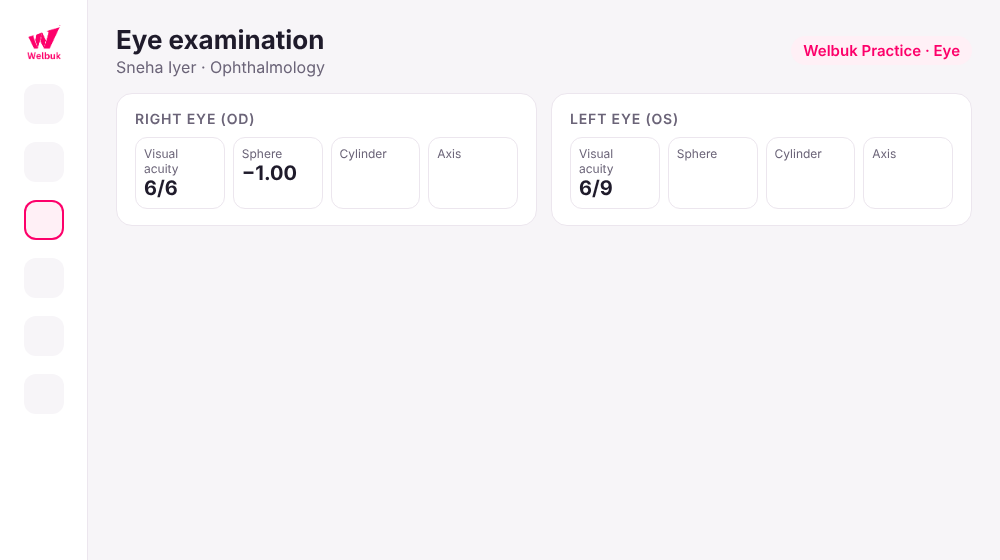 Welbuk
Eye examination
Sneha Iyer · Ophthalmology
Welbuk Practice · Eye
RIGHT EYE (OD)
Visual
acuity
6/6
Sphere
−1.00
Cylinder
Axis
LEFT EYE (OS)
Visual
acuity
6/9
Sphere
Cylinder
Axis